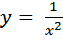 y = 1/x²